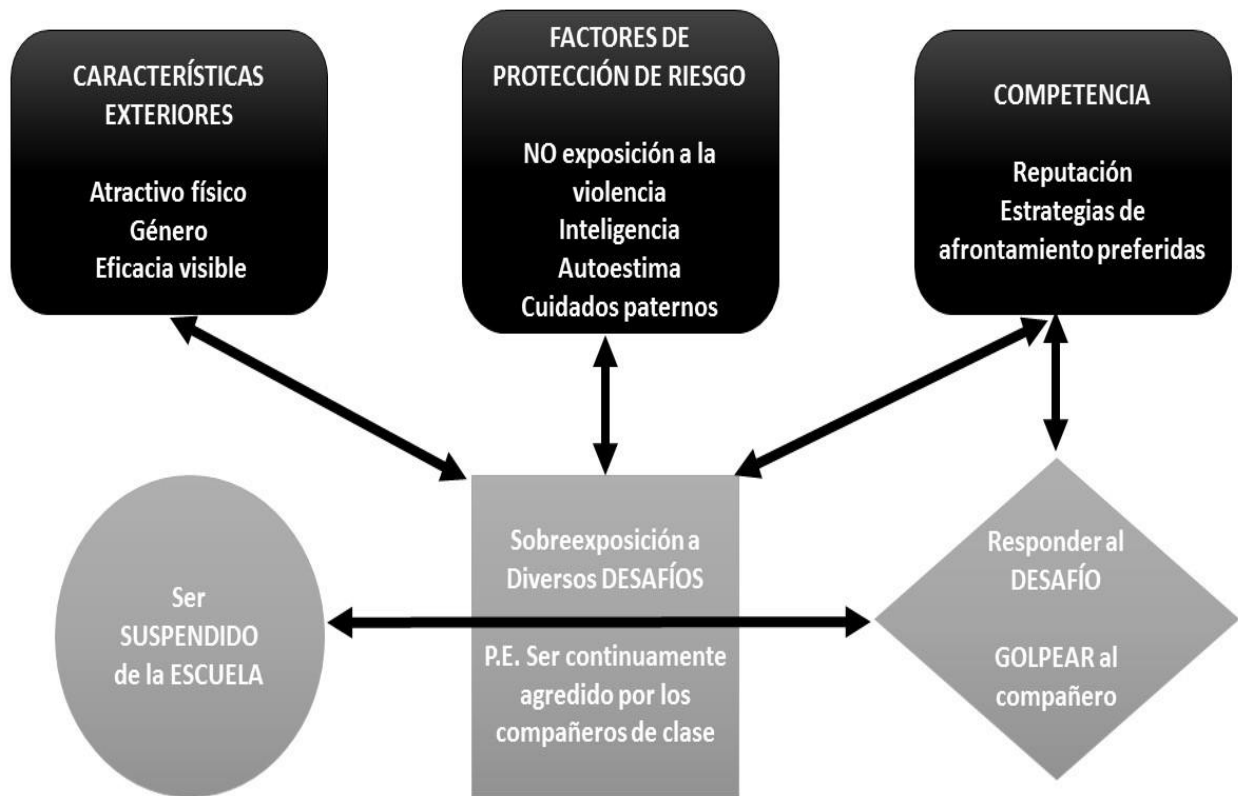 CARACTERÍSTICAS
EXTERIORES
Atractivo físico
Género
Eficacia visible
FACTORES DE
PROTECCIÓN DE RIESGO
NO exposición a la
violencia
Inteligencia
Autoestima
Cuidados paternos
COMPETENCIA
Reputación
Estrategias de
afrontamiento preferidas
Ser
SUSPENDIDO
de la ESCUELA
Sobreexposición a
Diversos DESAFÍOS
P.E. Ser continuamente
agredido por los
compañeros de clase
Responder al
DESAFÍO
GOLPEAR al
compañero